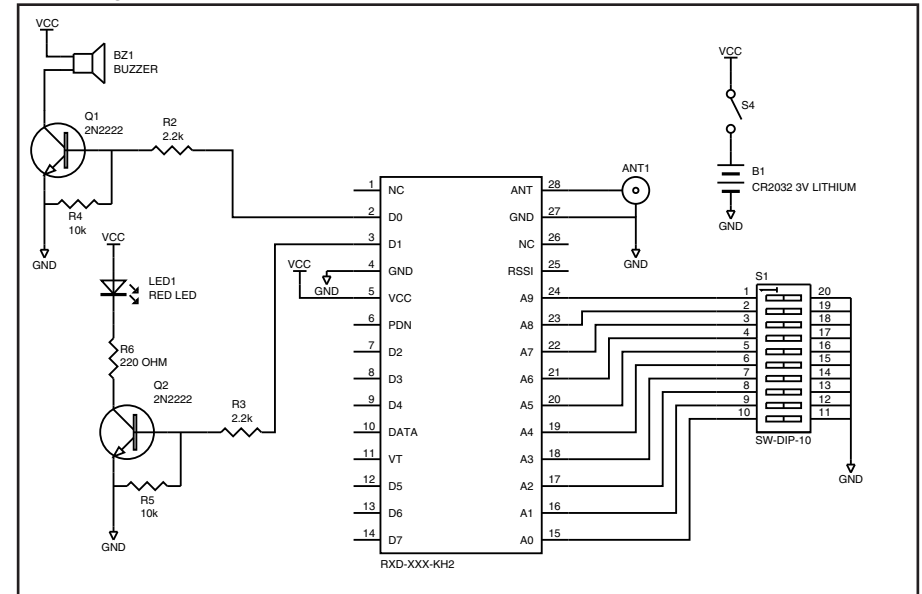 VCC
BZ1
BUZZER
Q1
2N2222
R2
2.2k
R4
10k
GND
VCC
LED1
RED LED
R6
220 OHM
Q2
2N2222
R3
2.2k
R5
10k
GND
VCC
GND
1 NC
2 D0
3 D1
4 GND
5 VCC
6 PDN
7 D2
8 D3
9 D4
10 DATA
11 VT
12 D5
13 D6
14 D7
ANT 28
GND 27
NC 26
RSSI 25
A9 24
A8 23
A7 22
A6 21
A5 20
A4 19
A3 18
A2 17
A1 16
A0 15
RXD-XXX-KH2
ANT1
GND
VCC
S4
B1
CR2032 3V LITHIUM
GND
S1
1 20
2 19
3 18
4 17
5 16
6 15
7 14
8 13
9 12
10 11
SW-DIP-10
GND